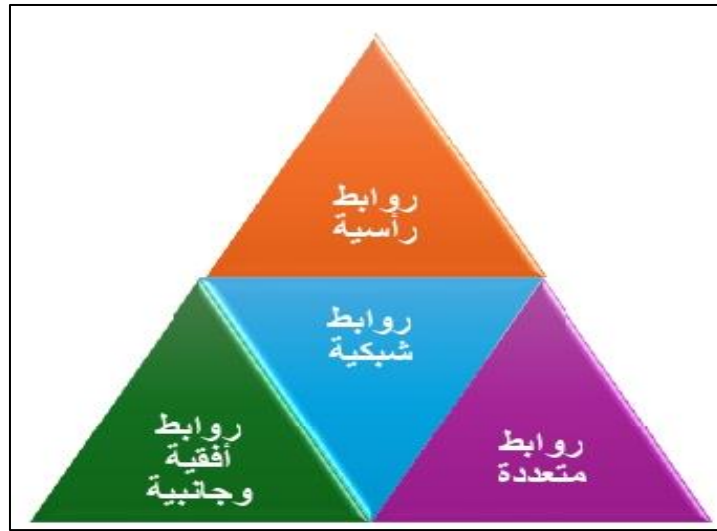 روابط
رأسية
روابط
شبكية
روابط
متعددة
روابط
أفقية
وجانبية